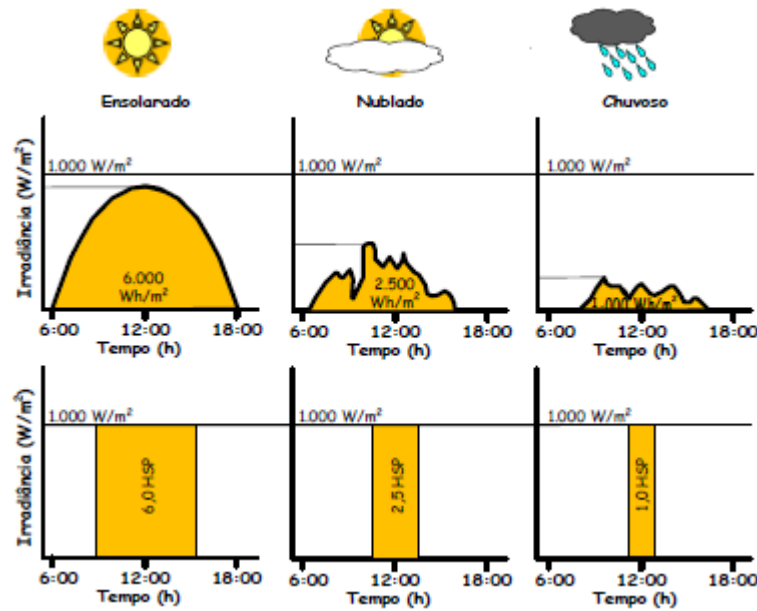 Ensolarado
Nublado
Chuvoso
Irradiância (W/m²)
1.000 W/m²
6.000
Wh/m²
6:00 12:00 18:00
Tempo (h)
1.000 W/m²
2.500
Wh/m²
6:00 12:00 18:00
Tempo (h)
1.000 W/m²
1.000 Wh/m²
6:00 12:00 18:00
Tempo (h)
Irradiância (W/m²)
1.000 W/m²
6,0 HSP
6:00 12:00 18:00
Tempo (h)
1.000 W/m²
2,5 HSP
6:00 12:00 18:00
Tempo (h)
1.000 W/m²
1,0 HSP
6:00 12:00 18:00
Tempo (h)